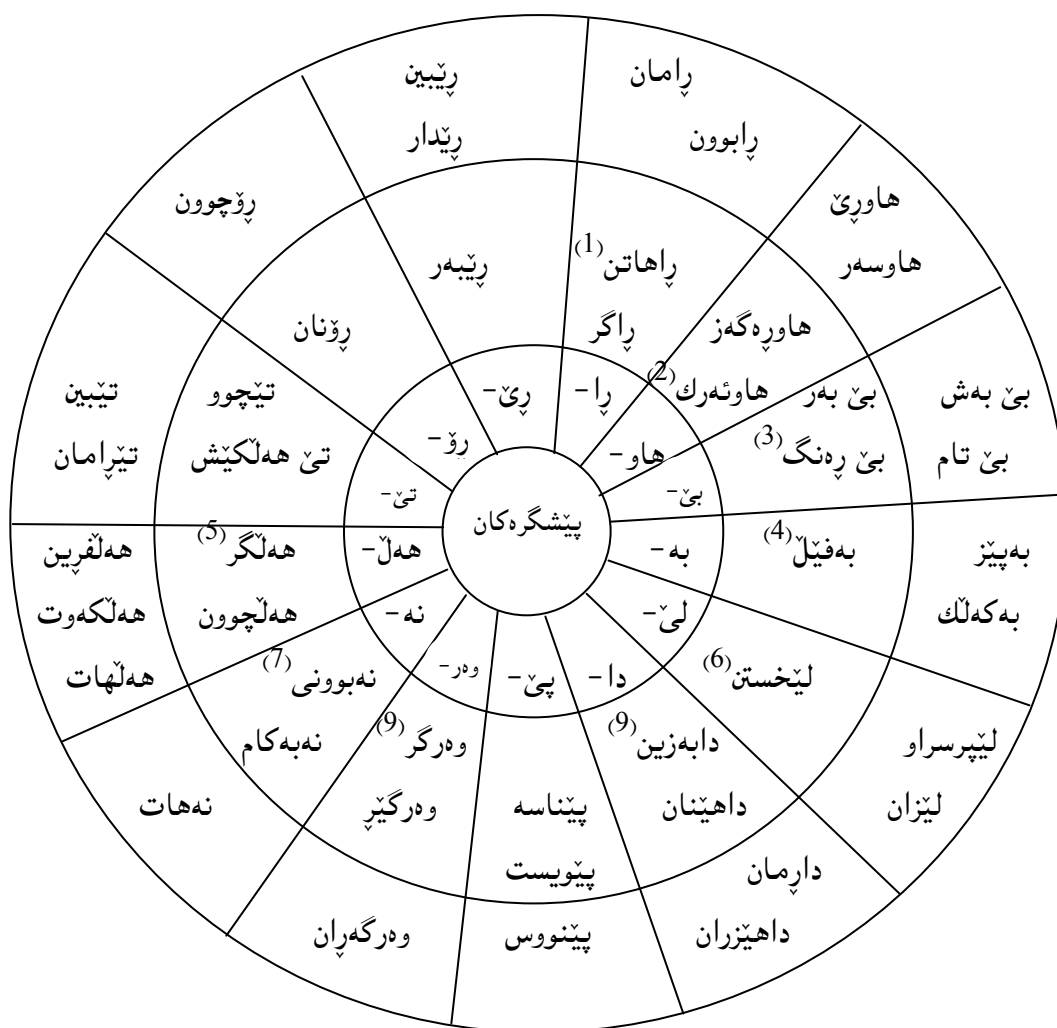 ڕێبین
ڕێدار
ڕامان
ڕابوون
هاوڕێ
هاوسەر
ڕۆچوون
ڕێبەر
ڕاهاتن(1)
ڕاگر
هاوڕەگەز
هاوئەرك(2)
ڕۆنان
تێبین
تێڕامان
تێچوو
تێ هەڵکێش
ڕێ-
ڕا-
هاو-
ڕۆ-
تێ-
بێ-
بێ بەر
بێ ڕەنگ(3)
بێ بەش
بێ تام
پێشگرەکان
هەڵفڕین
هەڵکەوت
هەڵهات
هەڵگر(5)
هەڵچوون
هەڵ-
بە-
بەفێڵ(4)
بەپێز
بەکەڵك
نە-
لێ-
وەر-
پێ-
دا-
نەبوونی(7)
نەبەکام
لێخستن(6)
لێپرسراو
لێزان
نەهات
وەرگر(9)
وەرگێڕ
پێناسە
پێویست
دابەزین(9)
داهێنان
داڕمان
داهێزران
وەرگەڕان
پێنووس